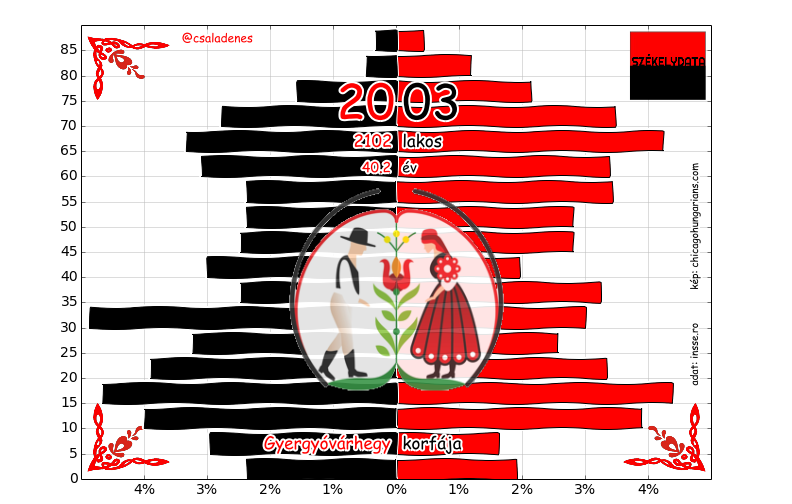 @csaladenes
SZÉKELYDATA
2003
2102 lakos
40,2 év
kép: chicagohungarians.com
adat: insse.ro
Gyergyóvárhegy korfája
85
80
75
70
65
60
55
50
45
40
35
30
25
20
15
10
5
0
4% 3% 2% 1% 0% 1% 2% 3% 4%